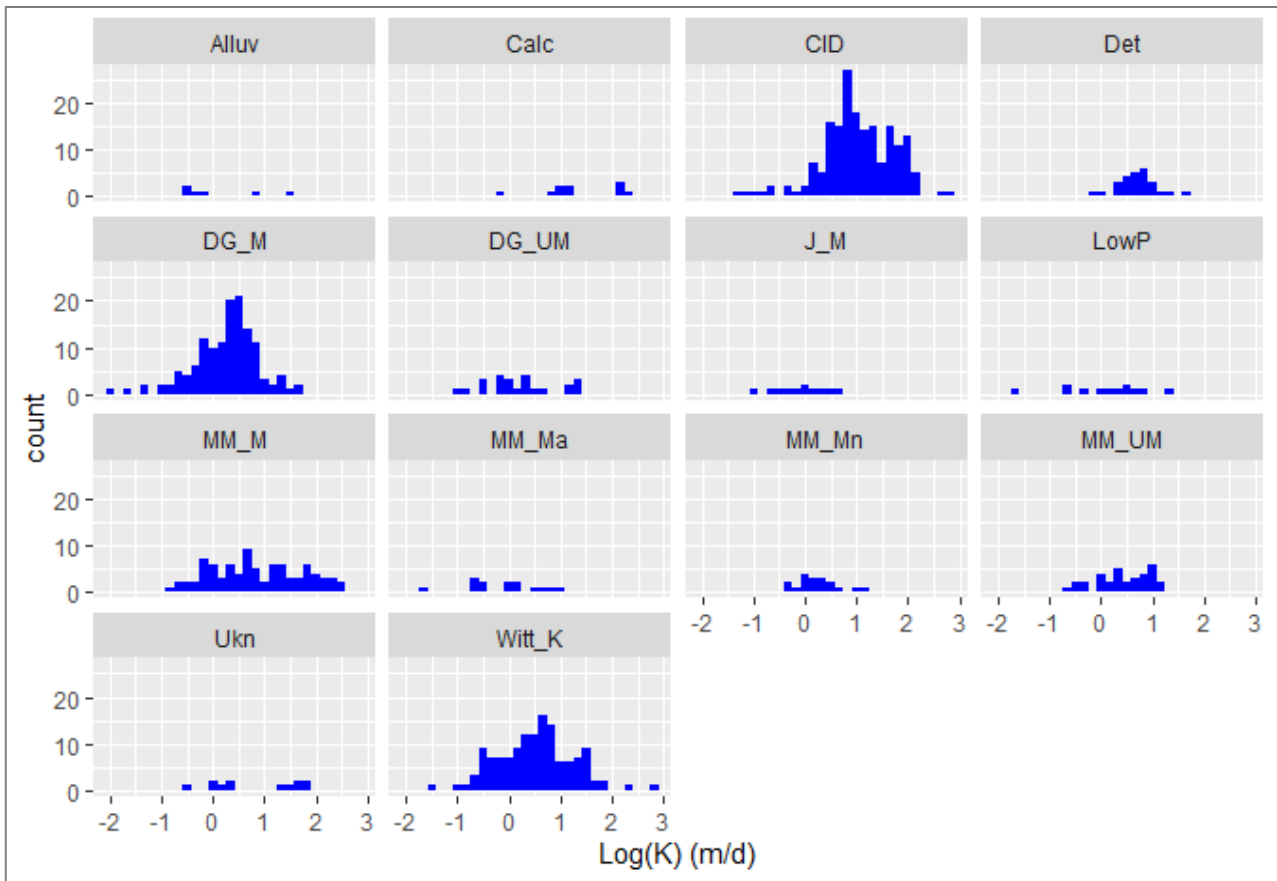 Alluv Calc CID Det
20
10
0
DG_M DG_UM J_M LowP
20
10
0
MM_M MM_Ma MM_Mn MM_UM
20
10
0
-2 -1 0 1 2 3 -2 -1 0 1 2 3
Ukn Witt_K
20
10
0
-2 -1 0 1 2 3 -2 -1 0 1 2 3
count
Log(K) (m/d)